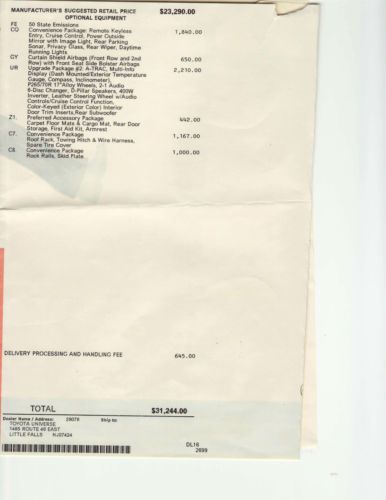 MANUFACTURER'S SUGGESTED RETAIL PRICE $23,290.00
OPTIONAL EQUIPMENT
FE 50 State Emissions
CO Convenience Package: Remote Keyless 1,840.00
Entry, Cruise Control, Power Outside
Mirror with Image Light, Rear Parking
Sonar, Privacy Glass, Rear Wiper, Daytime
Running Lights
GY Curtain Shield Airbags (Front Row and 2nd 650.00
Row) with Front Seat Side Bolster Airbags
UR Upgrade Package #2: A-TRAC, Multi-Info 2,210.00
Display (Dash Mounted/Exterior Temperature
Gauge, Compass, Inclinometer),
P265/70R 17"Alloy Wheels, 2-1 Audio
6-Disc Changer, D-Pillar Speakers, 400W
Inverter, Leather Steering Wheel w/Audio
Controls/Cruise Control Function,
Color-Keyed (Exterior Color) Interior
Door Trim Inserts,Rear Subwoofer
Z1. Preferred Accessory Package 442.00
Carpet Floor Mats & Cargo Mat, Rear Door
Storage, First Aid Kit, Armrest
C7. Convenience Package 1,167.00
Roof Rack, Towing Hitch & Wire Harness,
Spare Tire Cover
C8. Convenience Package 1,000.00
Rock Rails, Skid Plate
DELIVERY PROCESSING AND HANDLING FEE 645.00
TOTAL $31,244.00
Dealer Name / Address: 29076 Ship to:
TOYOTA UNIVERSE
1485 ROUTE 46 EAST
LITTLE FALLS NJ07424
DL16
2699